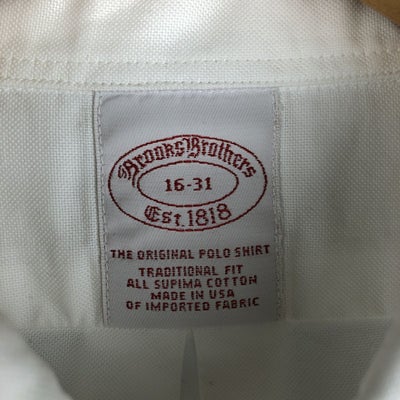 Brooks Brothers
16-31
Est. 1818
THE ORIGINAL POLO SHIRT
TRADITIONAL FIT
ALL SUPIMA COTTON
MADE IN USA
OF IMPORTED FABRIC